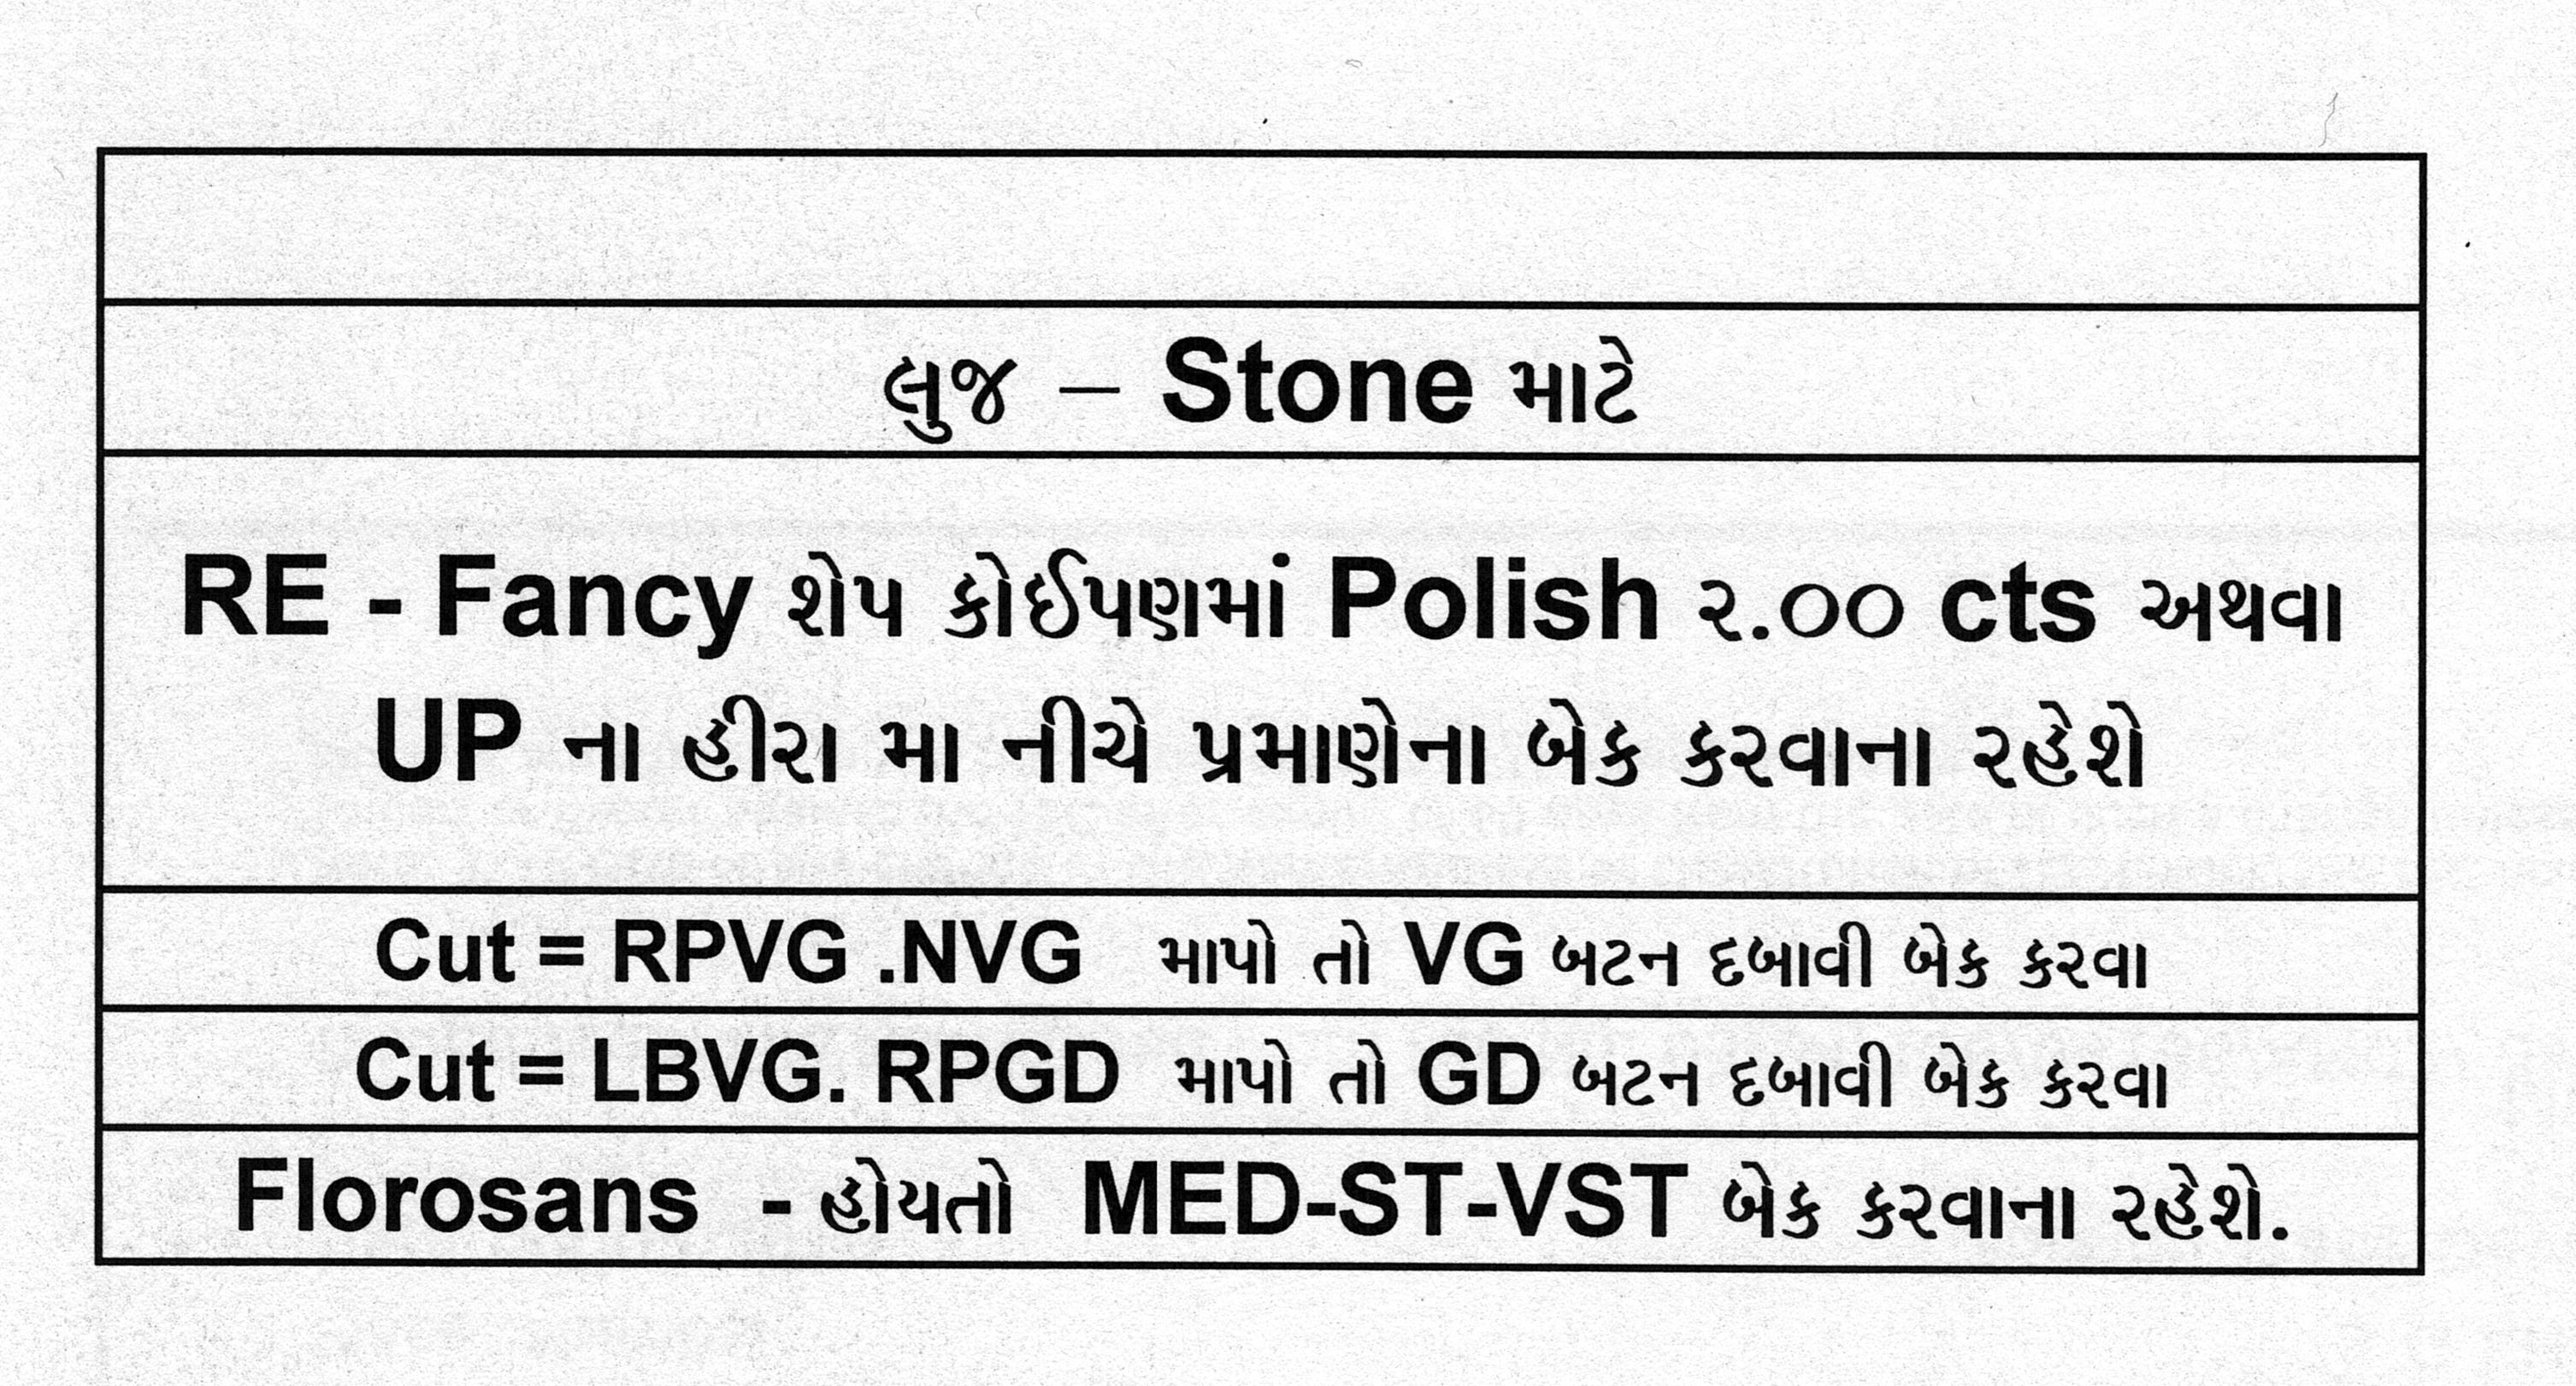 લુજ – Stone માટે
RE - Fancy શેપ કોઈપણમાં Polish ૨.૦૦ cts અથવા
UP ના હીરા મા નીચે પ્રમાણેના બેક કરવાના રહેશે
Cut = RPVG .NVG માપો તો VG બટન દબાવી બેક કરવા
Cut = LBVG. RPGD માપો તો GD બટન દબાવી બેક કરવા
Florosans - હોયતો MED-ST-VST બેક કરવાના રહેશે.